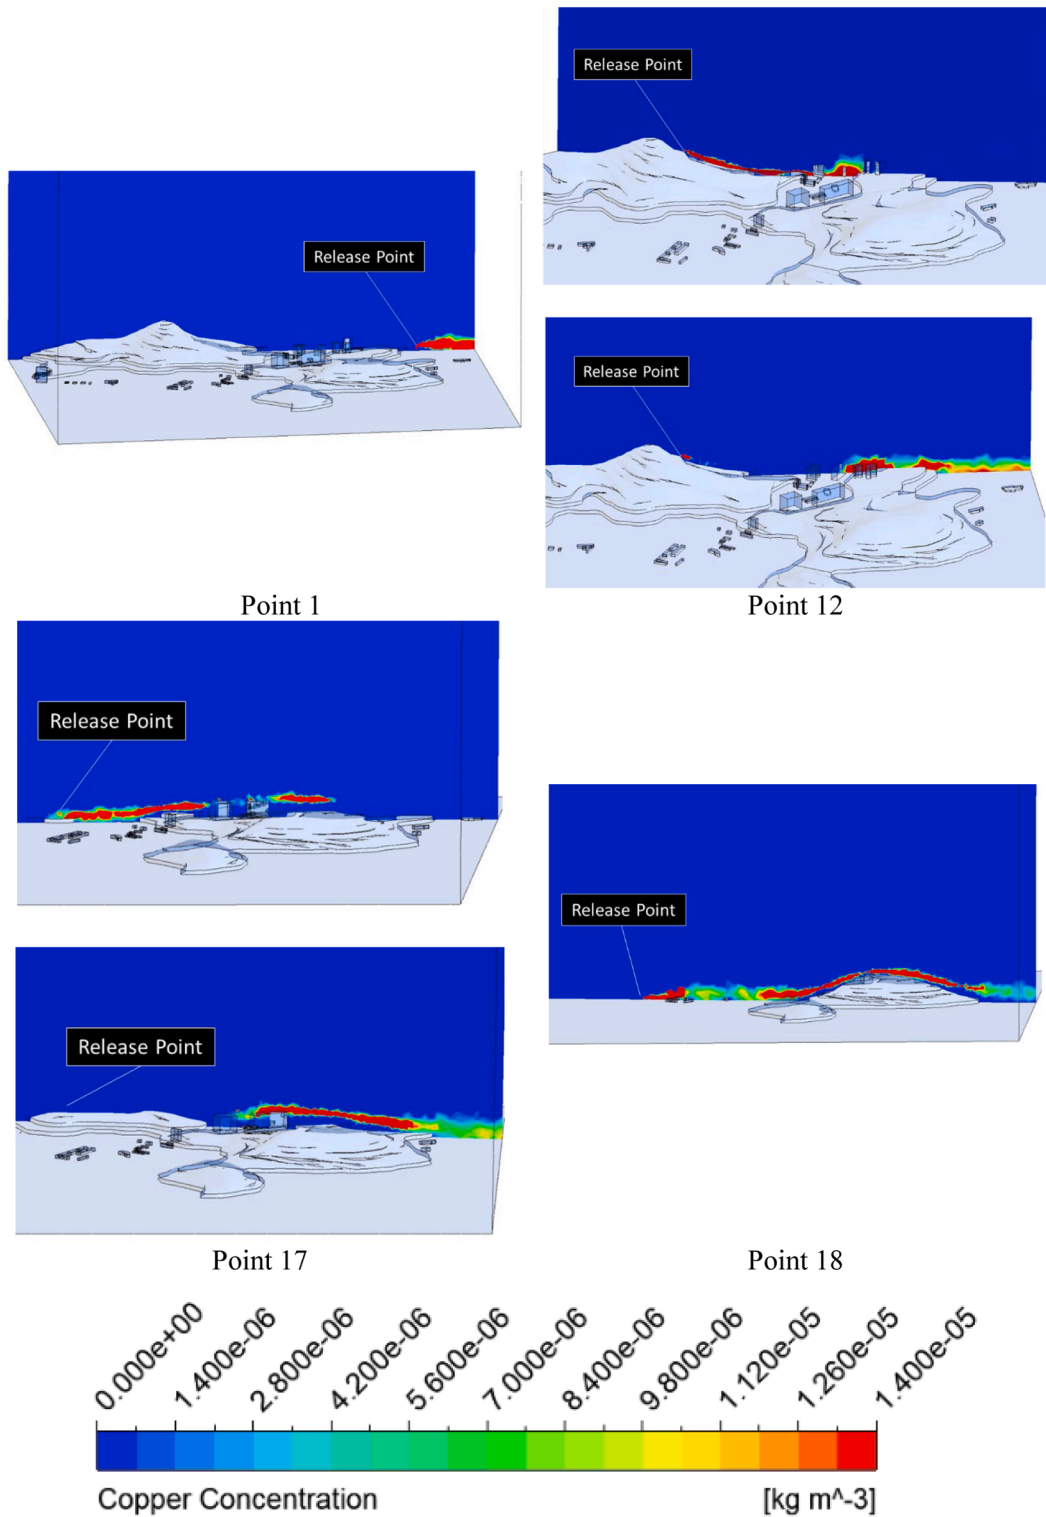 Release Point
Release Point
Release Point
Point 1
Point 12
Release Point
Release Point
Release Point
Point 17
Point 18
0.000e+00
1.400e-06
2.800e-06
4.200e-06
5.600e-06
7.000e-06
8.400e-06
9.800e-06
1.120e-05
1.260e-05
1.400e-05
Copper Concentration
[kg m^-3]